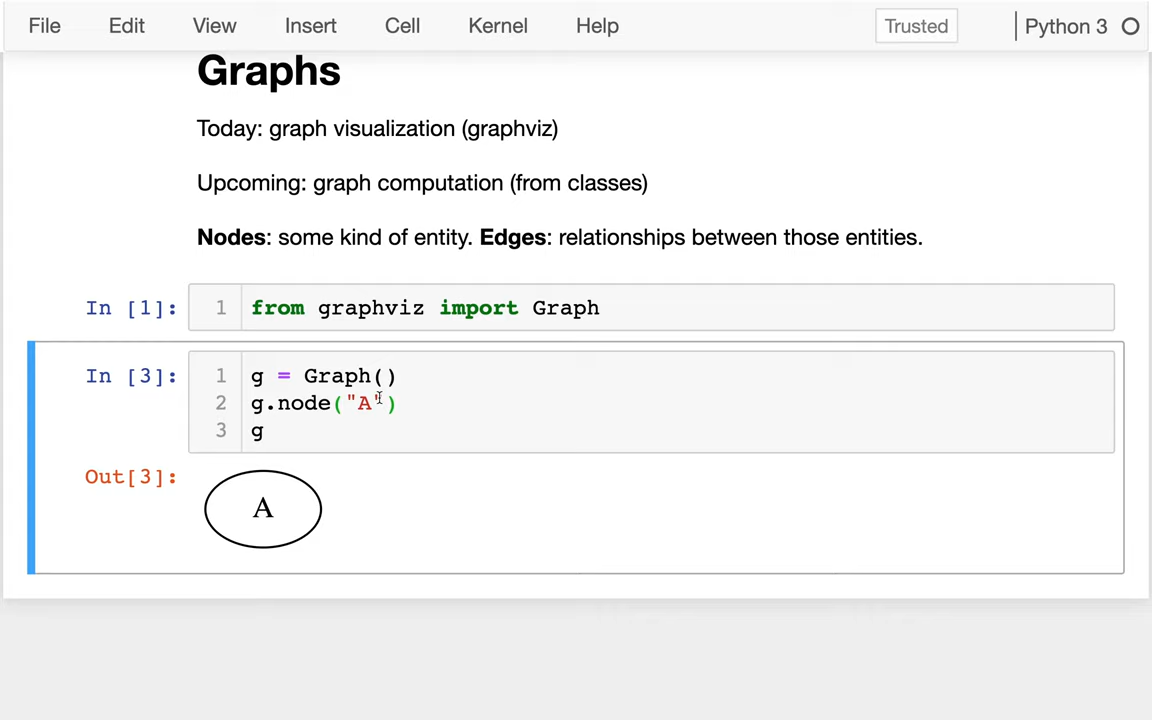 File Edit View Insert Cell Kernel Help Trusted Python 3
Graphs
Today: graph visualization (graphviz)
Upcoming: graph computation (from classes)
Nodes: some kind of entity. Edges: relationships between those entities.
In [1]: 1 from graphviz import Graph
In [3]: 1 g = Graph()
2 g.node("A")
3 g
Out[3]:
A